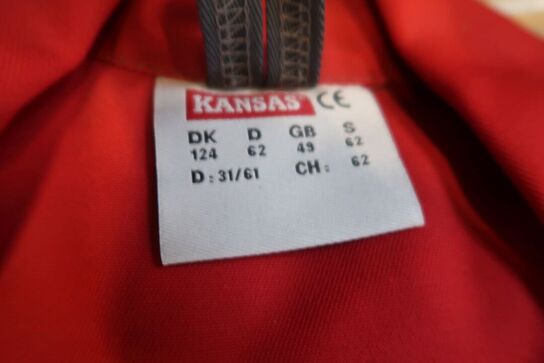 KANSAS CE
DK D GB S
124 62 49 62
D: 31/61 CH: 62